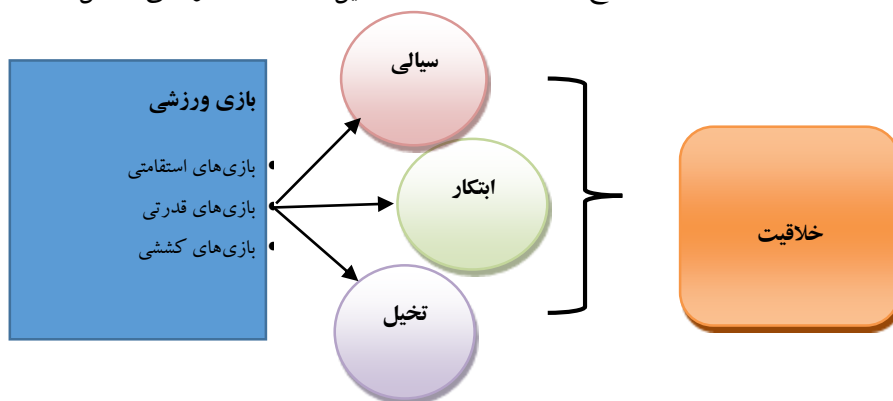 بازی ورزشی
بازی‌های استقامتی
بازی‌های قدرتی
بازی‌های کششی
سیالی
ابتکار
تخیل
خلاقیت